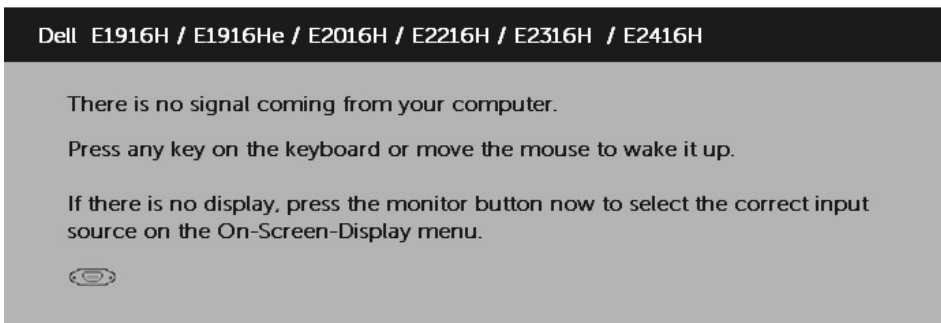 Dell E1916H / E1916He / E2016H / E2216H / E2316H / E2416H
There is no signal coming from your computer.
Press any key on the keyboard or move the mouse to wake it up.
If there is no display, press the monitor button now to select the correct input
source on the On-Screen-Display menu.